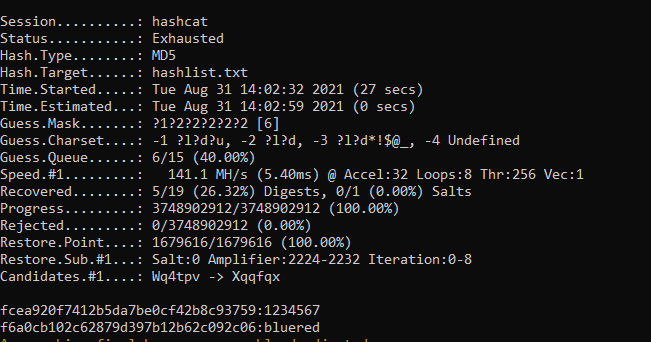 Session..........: hashcat
Status...........: Exhausted
Hash.Type........: MD5
Hash.Target......: hashlist.txt
Time.Started.....: Tue Aug 31 14:02:32 2021 (27 secs)
Time.Estimated...: Tue Aug 31 14:02:59 2021 (0 secs)
Guess.Mask.......: ?1?2?2?2?2?2 [6]
Guess.Charset....: -1 ?l?d?u, -2 ?l?d, -3 ?l?d*!$@_, -4 Undefined
Guess.Queue......: 6/15 (40.00%)
Speed.#1.........:   141.1 MH/s (5.40ms) @ Accel:32 Loops:8 Thr:256 Vec:1
Recovered........: 5/19 (26.32%) Digests, 0/1 (0.00%) Salts
Progress.........: 3748902912/3748902912 (100.00%)
Rejected.........: 0/3748902912 (0.00%)
Restore.Point....: 1679616/1679616 (100.00%)
Restore.Sub.#1...: Salt:0 Amplifier:2224-2232 Iteration:0-8
Candidates.#1....: Wq4tpv -> Xqqfqx
fcea920f7412b5da7be0cf42b8c93759:1234567
f6a0cb102c62879d397b12b62c092c06:bluered